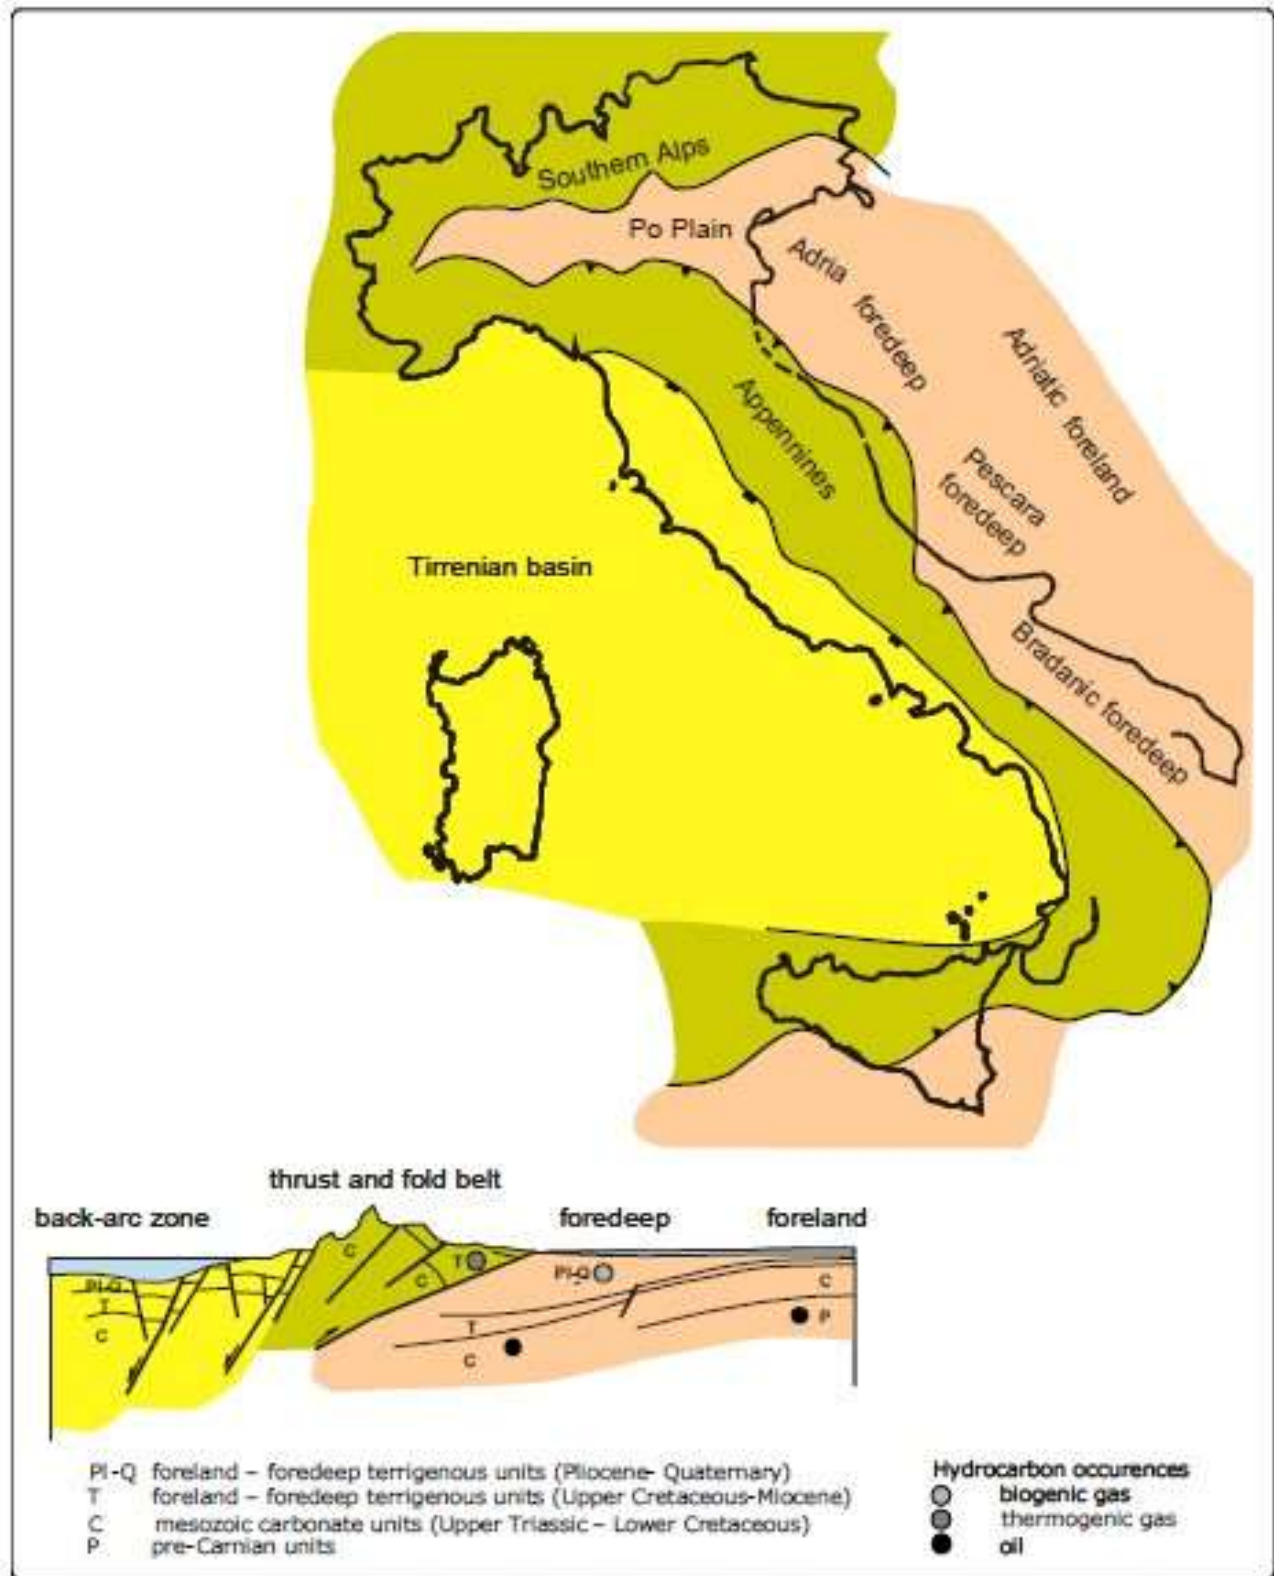 Southern Alps
Po Plain
Adria
foredeep
Adriatic foreland
Appennines
Pescara
foredeep
Tirrenian basin
Bradanic foredeep
thrust and fold belt
back-arc zone
foredeep
foreland
C
T
C
Pl-Q
C
Pl-Q
T
C
P
T
C
Pl-Q foreland – foredeep terrigenous units (Pliocene- Quaternary)
T foreland – foredeep terrigenous units (Upper Cretaceous-Miocene)
C mesozoic carbonate units (Upper Triassic – Lower Cretaceous)
P pre-Carnian units
Hydrocarbon occurences
biogenic gas
thermogenic gas
oil